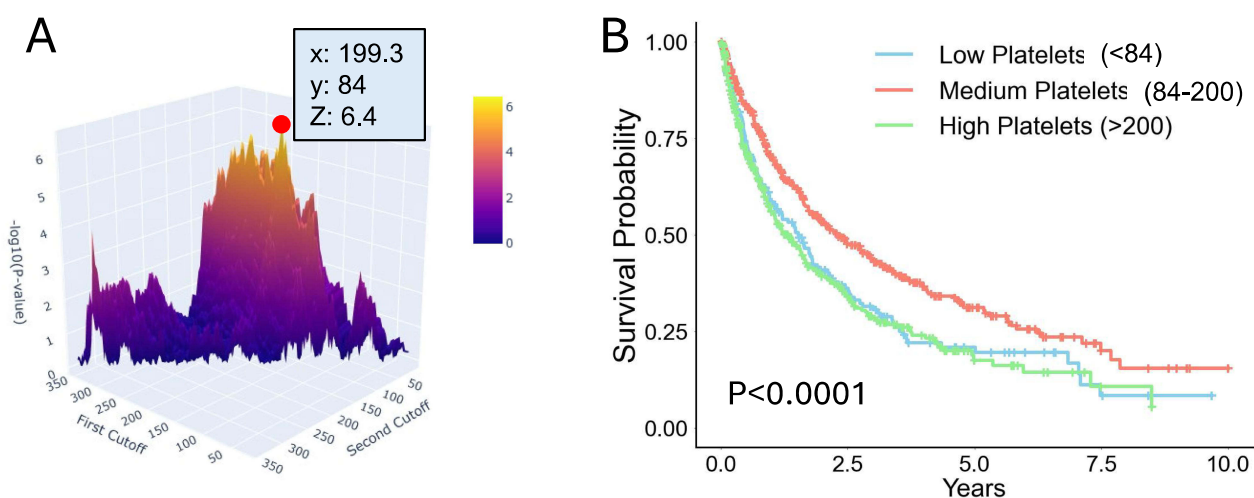 A
x: 199.3
y: 84
Z: 6.4
6
4
2
0
6
5
4
3
2
1
0
-log10(P-value)
350
300
250
200
150
100
50
First Cutoff
50
100
150
200
250
300
350
Second Cutoff
B
Low Platelets (<84)
Medium Platelets (84-200)
High Platelets (>200)
1.00
0.75
0.50
0.25
0.00
Survival Probability
P<0.0001
0.0
2.5
5.0
7.5
10.0
Years